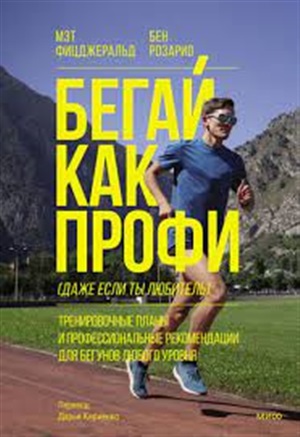 МЭТ
ФИЦДЖЕРАЛЬД
БЕН
РОЗАРИО
БЕГАЙ
КАК
ПРОФИ
(ДАЖЕ ЕСЛИ ТЫ ЛЮБИТЕЛЬ)
ТРЕНИРОВОЧНЫЕ ПЛАНЫ
И ПРОФЕССИОНАЛЬНЫЕ РЕКОМЕНДАЦИИ
ДЛЯ БЕГУНОВ ЛЮБОГО УРОВНЯ
Дарья
МИФ